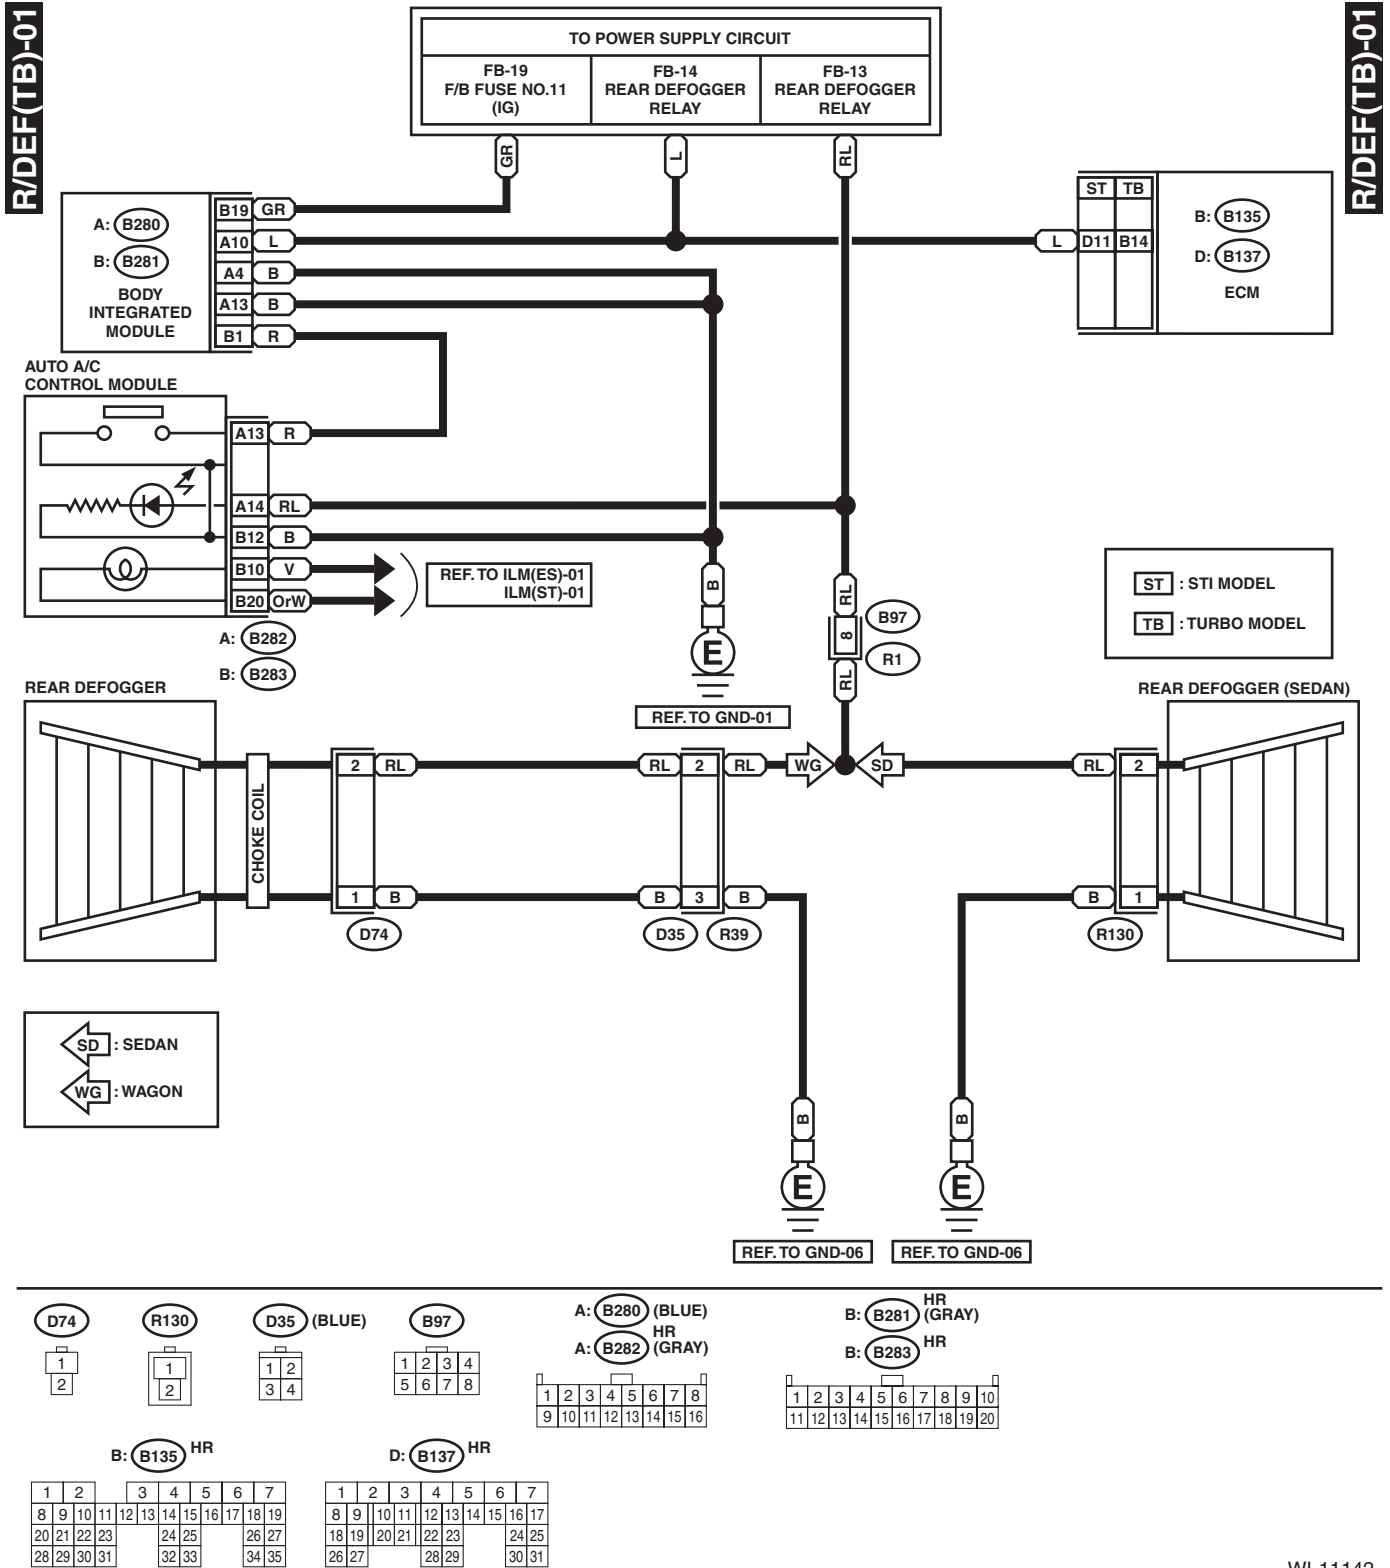 R/DEF(TB)-01
R/DEF(TB)-01
TO POWER SUPPLY CIRCUIT
FB-19
F/B FUSE NO.11
(IG)
FB-14
REAR DEFOGGER
RELAY
FB-13
REAR DEFOGGER
RELAY
GR
L
RL
A: B280
B: B281
BODY
INTEGRATED
MODULE
B19 GR
A10 L
A4 B
A13 B
B1 R
ST TB
L D11 B14
B: B135
D: B137
ECM
AUTO A/C
CONTROL MODULE
A13 R
A14 RL
B12 B
B10 V
B20 OrW
A: B282
B: B283
REF. TO ILM(ES)-01
ILM(ST)-01
B
E
REF. TO GND-01
RL
8
RL
B97
R1
ST : STI MODEL
TB : TURBO MODEL
REAR DEFOGGER
REAR DEFOGGER (SEDAN)
CHOKE COIL
2 RL
RL 2 RL
WG
SD
RL 2
1 B
B 3 B
B 1
D74
D35
R39
R130
SD : SEDAN
WG : WAGON
B
B
E
E
REF. TO GND-06
REF. TO GND-06
D74
1
2
R130
1
2
D35 (BLUE)
1 2
3 4
B97
1 2 3 4
5 6 7 8
A: B280 (BLUE)
A: B282 HR (GRAY)
1 2 3 4 5 6 7 8
9 10 11 12 13 14 15 16
B: B281 HR (GRAY)
B: B283 HR
1 2 3 4 5 6 7 8 9 10
11 12 13 14 15 16 17 18 19 20
B: B135 HR
1 2 3 4 5 6 7
8 9 10 11 12 13 14 15 16 17 18 19
20 21 22 23 24 25 26 27
28 29 30 31 32 33 34 35
D: B137 HR
1 2 3 4 5 6 7
8 9 10 11 12 13 14 15 16 17
18 19 20 21 22 23 24 25
26 27 28 29 30 31